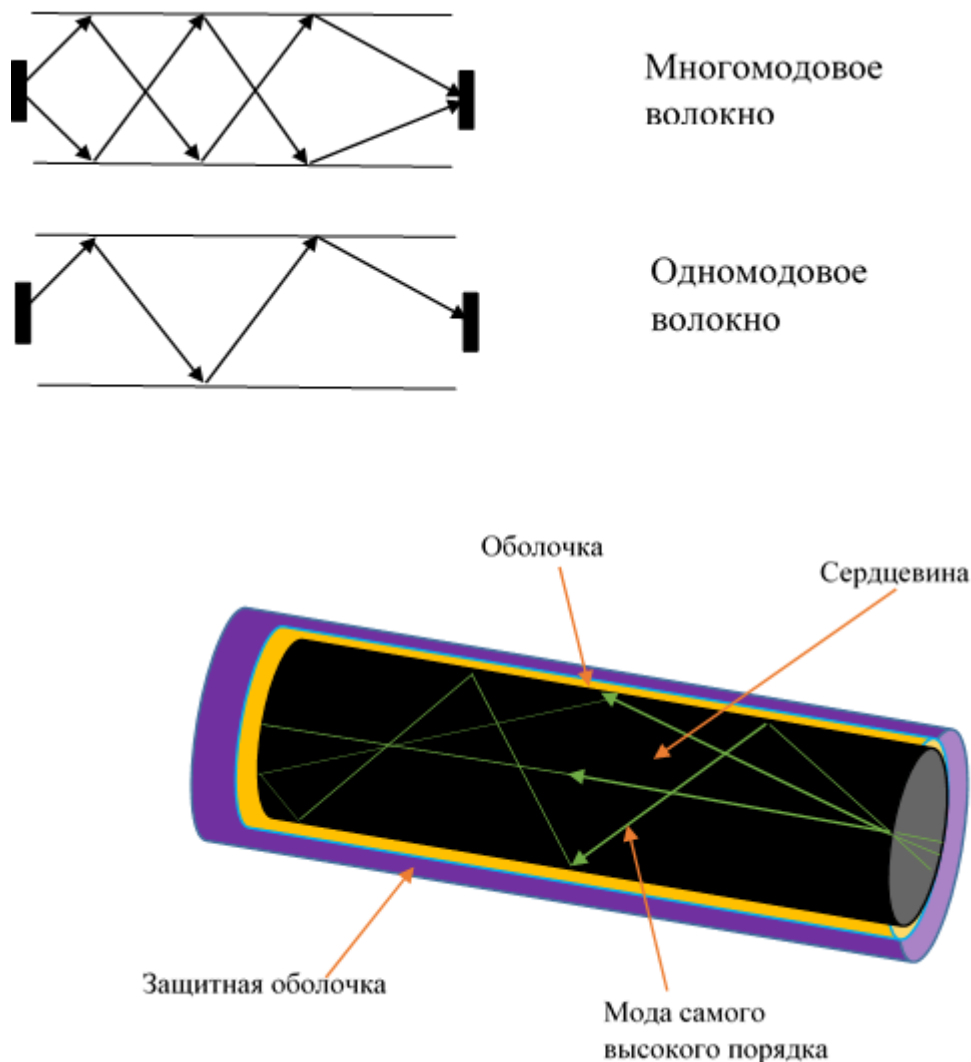 Многомодовое
волокно
Одномодовое
волокно
Оболочка
Сердцевина
Защитная оболочка
Мода самого
высокого порядка